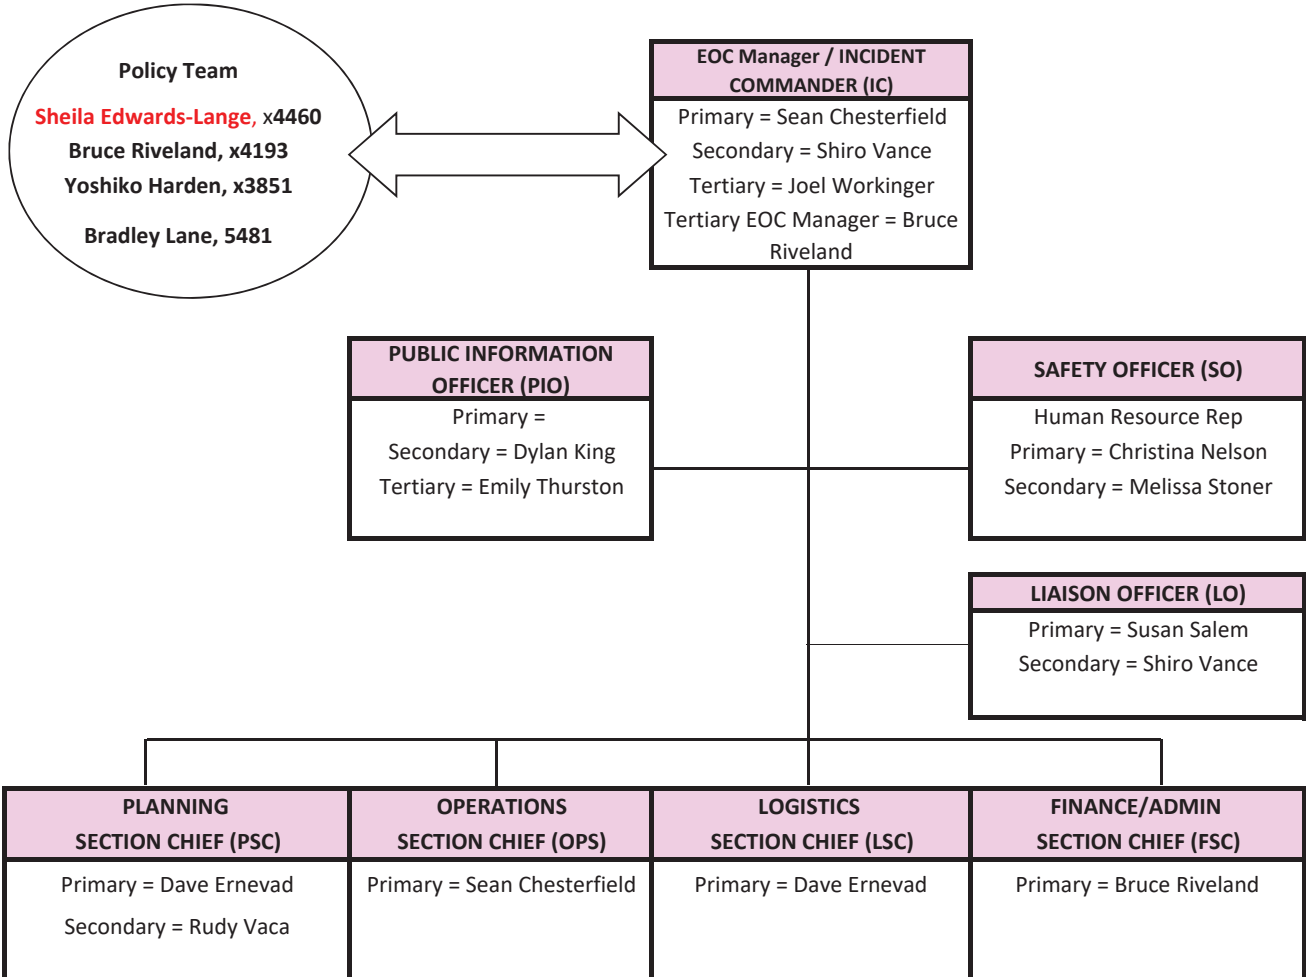 Policy Team
Sheila Edwards-Lange, x4460
Bruce Riveland, x4193
Yoshiko Harden, x3851
Bradley Lane, 5481
EOC Manager / INCIDENT
COMMANDER (IC)
Primary = Sean Chesterfield
Secondary = Shiro Vance
Tertiary = Joel Workinger
Tertiary EOC Manager = Bruce
Riveland
PUBLIC INFORMATION
OFFICER (PIO)
Primary =
Secondary = Dylan King
Tertiary = Emily Thurston
SAFETY OFFICER (SO)
Human Resource Rep
Primary = Christina Nelson
Secondary = Melissa Stoner
LIAISON OFFICER (LO)
Primary = Susan Salem
Secondary = Shiro Vance
PLANNING
SECTION CHIEF (PSC)
Primary = Dave Ernevad
Secondary = Rudy Vaca
OPERATIONS
SECTION CHIEF (OPS)
Primary = Sean Chesterfield
LOGISTICS
SECTION CHIEF (LSC)
Primary = Dave Ernevad
FINANCE/ADMIN
SECTION CHIEF (FSC)
Primary = Bruce Riveland